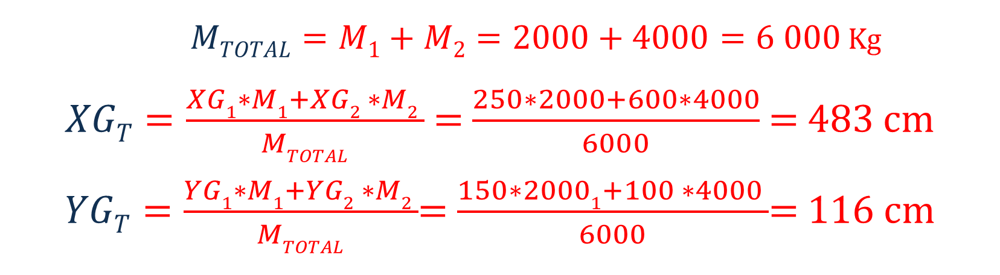 M_TOTAL = M_1 + M_2 = 2000 + 4000 = 6 000 Kg
XG_T = (XG_1*M_1+XG_2 *M_2)/(M_TOTAL) = (250*2000+600*4000)/(6000) = 483 cm
YG_T = (YG_1*M_1+YG_2 *M_2)/(M_TOTAL) = (150*2000_1+100 *4000)/(6000) = 116 cm